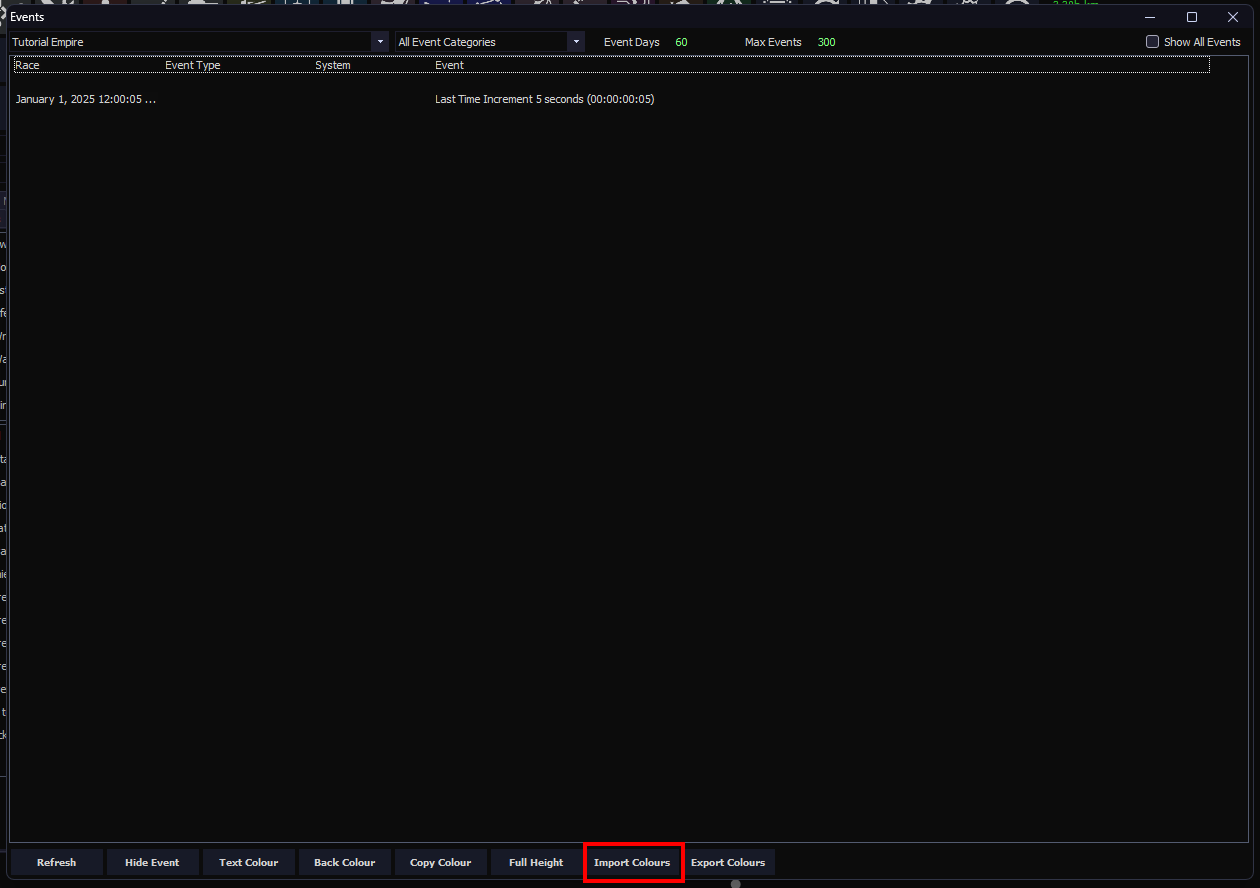 Events
Tutorial Empire All Event Categories Event Days 60 Max Events 300 Show All Events
Race Event Type System Event
January 1, 2025 12:00:05 ... Last Time Increment 5 seconds (00:00:00:05)
Refresh Hide Event Text Colour Back Colour Copy Colour Full Height Import Colours Export Colours